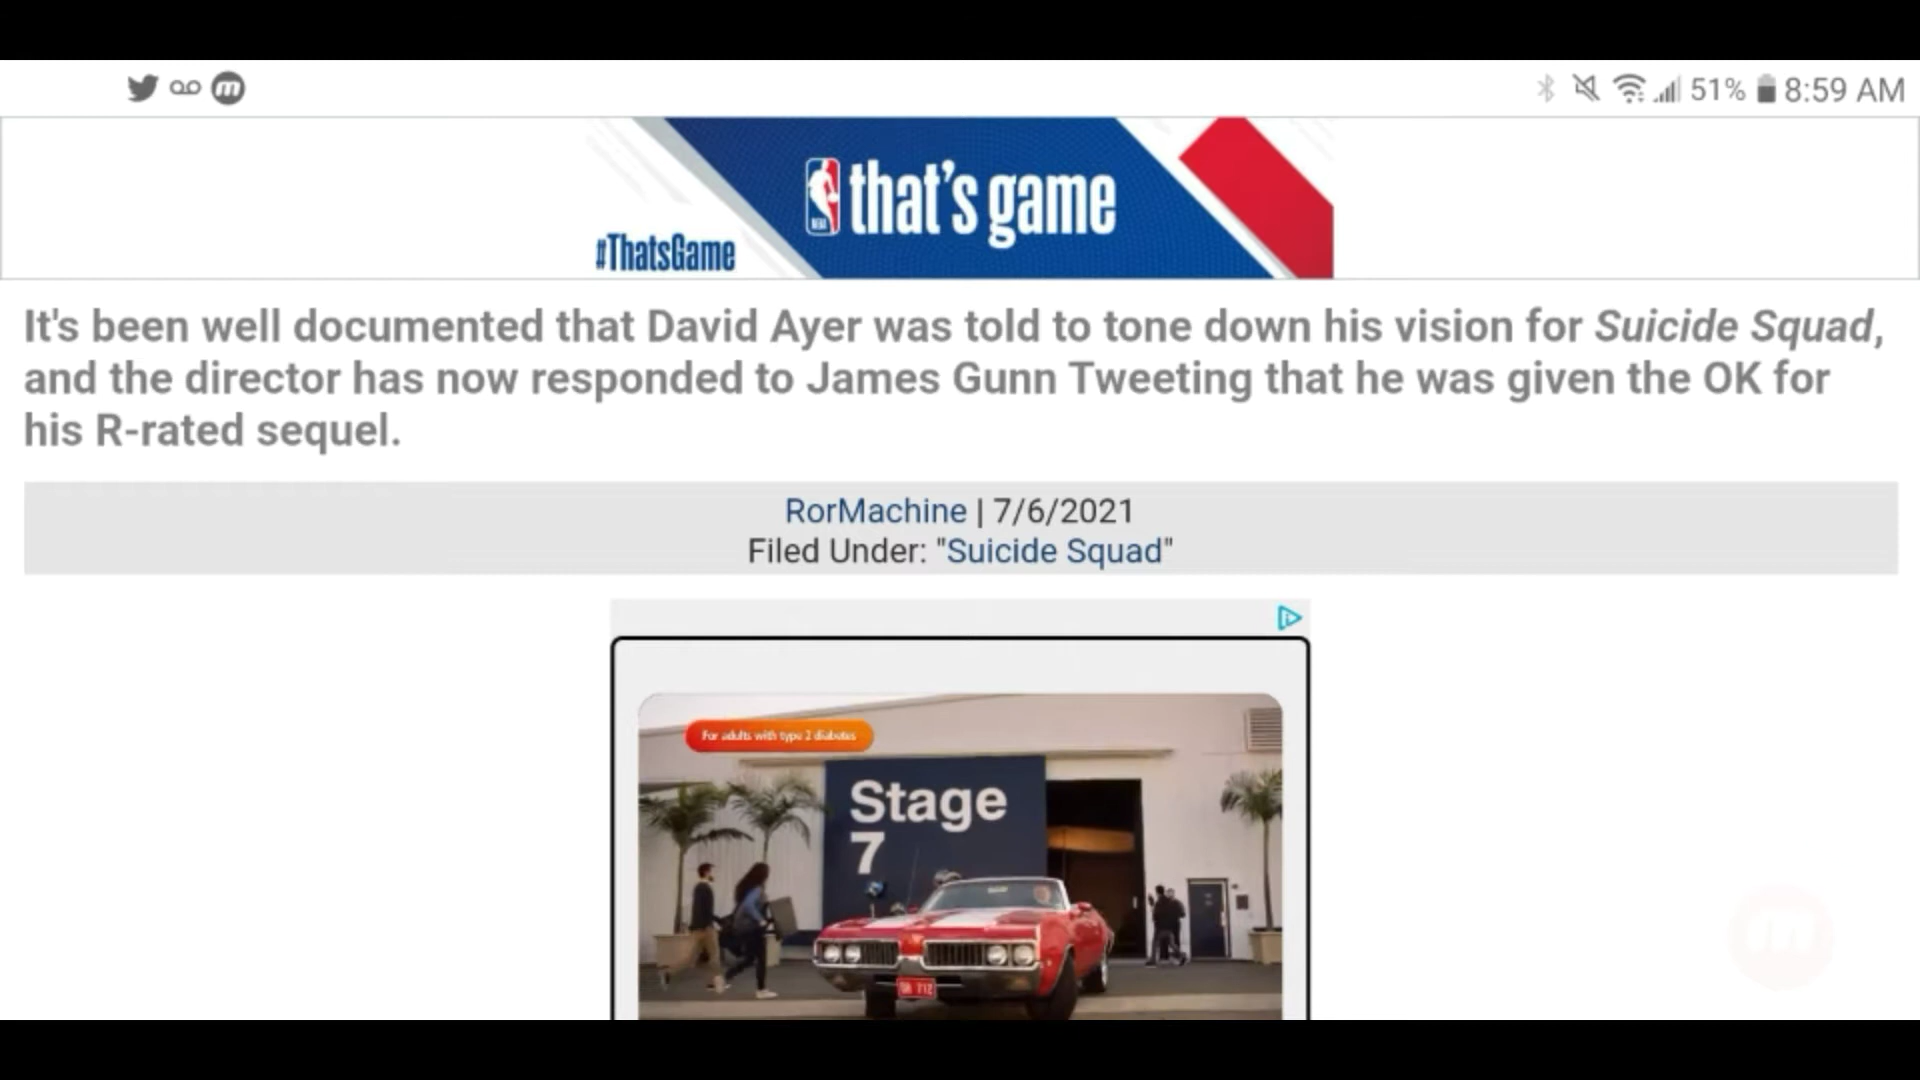 51% 8:59 AM
that's game
NBA
#ThatsGame
It's been well documented that David Ayer was told to tone down his vision for Suicide Squad,
and the director has now responded to James Gunn Tweeting that he was given the OK for
his R-rated sequel.
RorMachine | 7/6/2021
Filed Under: "Suicide Squad"
For adults with type 2 diabetes
Stage
7